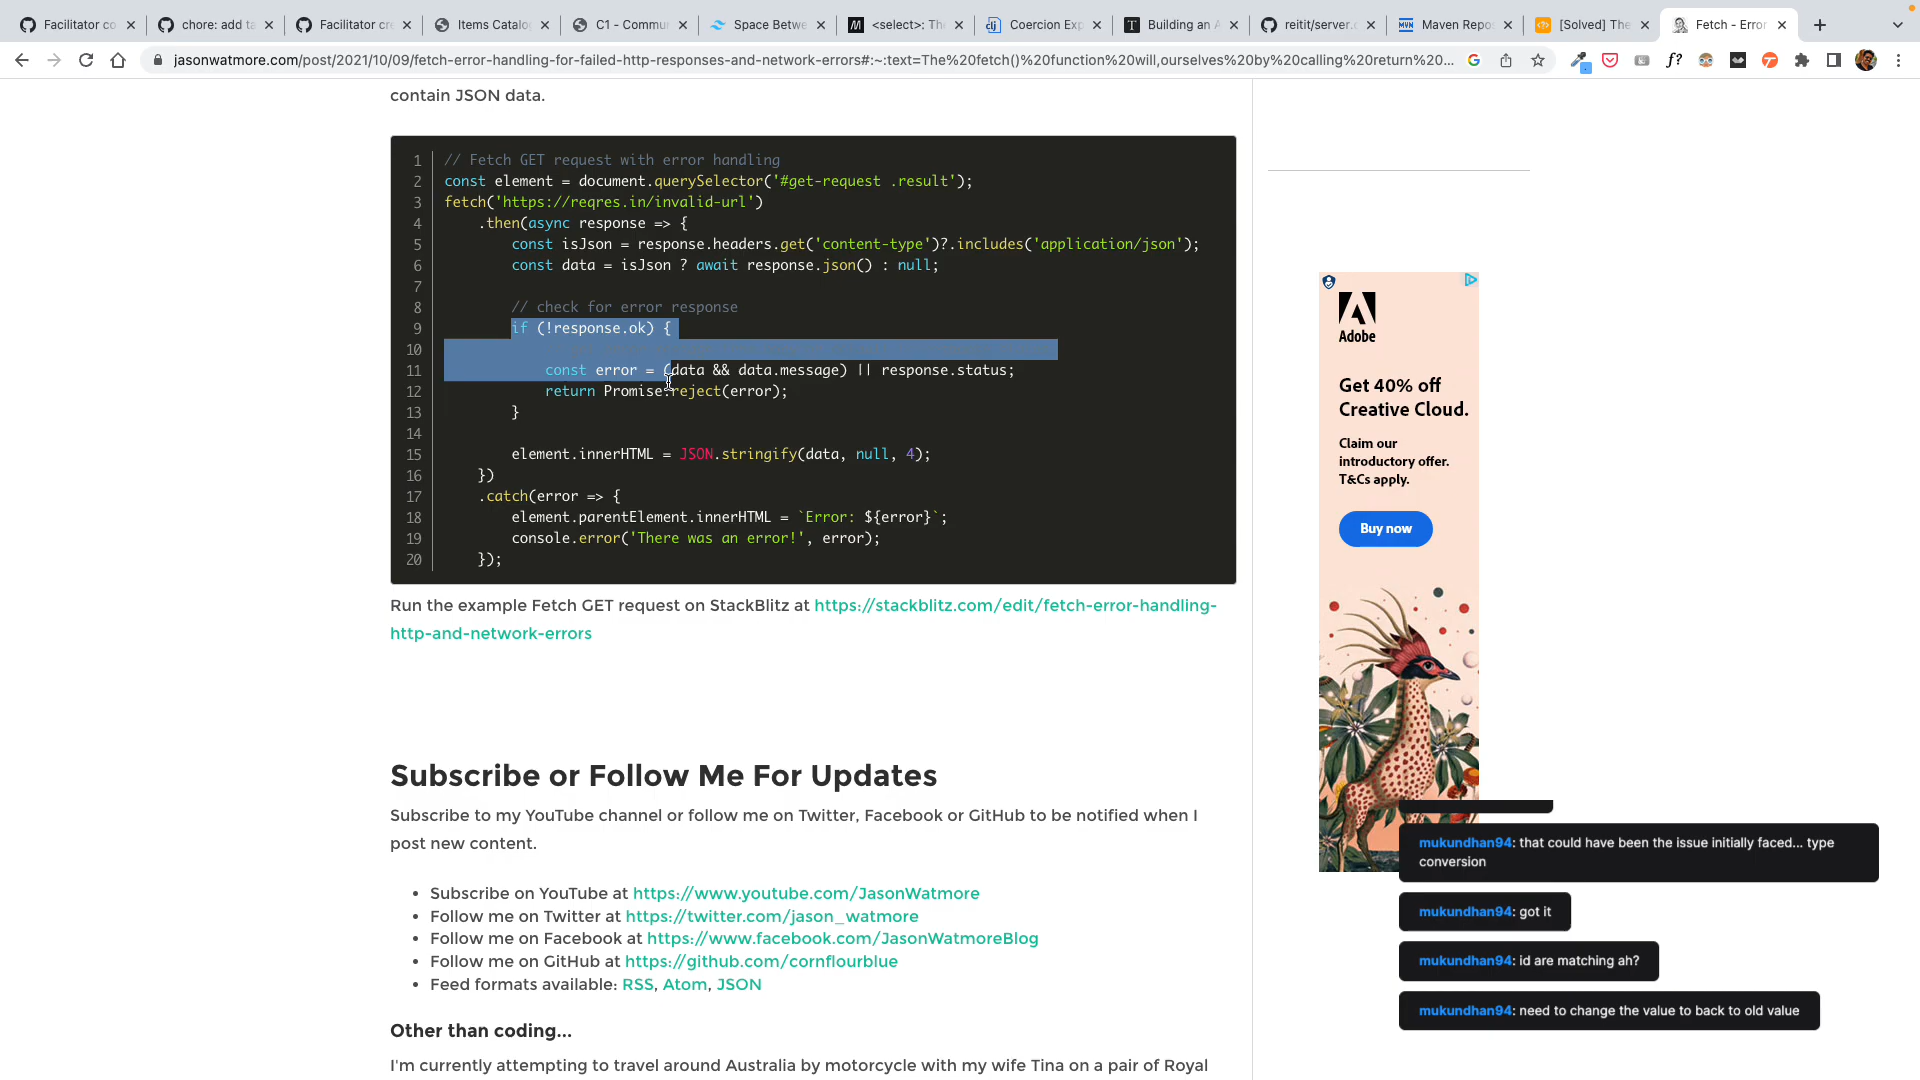 Facilitator co
chore: add ta
Facilitator cre
Items Catalo
C1 - Commu
Space Betwe
<select>: The
Coercion Exp
Building an A
reitit/server.c
Maven Repos
[Solved] The
Fetch - Error
jasonwatmore.com/post/2021/10/09/fetch-error-handling-for-failed-http-responses-and-network-errors#:~:text=The%20fetch()%20function%20will,ourselves%20by%20calling%20return%20...
contain JSON data.
1 // Fetch GET request with error handling
2 const element = document.querySelector('#get-request .result');
3 fetch('https://reqres.in/invalid-url')
4 .then(async response => {
5 const isJson = response.headers.get('content-type')?.includes('application/json');
6 const data = isJson ? await response.json() : null;
7
8 // check for error response
9 if (!response.ok) {
10
11 const error = (data && data.message) || response.status;
12 return Promise.reject(error);
13 }
14
15 element.innerHTML = JSON.stringify(data, null, 4);
16 })
17 .catch(error => {
18 element.parentElement.innerHTML = `Error: ${error}`;
19 console.error('There was an error!', error);
20 });
Run the example Fetch GET request on StackBlitz at https://stackblitz.com/edit/fetch-error-handling-
http-and-network-errors
Subscribe or Follow Me For Updates
Subscribe to my YouTube channel or follow me on Twitter, Facebook or GitHub to be notified when I
post new content.
• Subscribe on YouTube at https://www.youtube.com/JasonWatmore
• Follow me on Twitter at https://twitter.com/jason_watmore
• Follow me on Facebook at https://www.facebook.com/JasonWatmoreBlog
• Follow me on GitHub at https://github.com/cornflourblue
• Feed formats available: RSS, Atom, JSON
Other than coding...
I'm currently attempting to travel around Australia by motorcycle with my wife Tina on a pair of Royal
Adobe
Get 40% off
Creative Cloud.
Claim our
introductory offer.
T&Cs apply.
Buy now
mukundhan94: that could have been the issue initially faced... type
conversion
mukundhan94: got it
mukundhan94: id are matching ah?
mukundhan94: need to change the value to back to old value